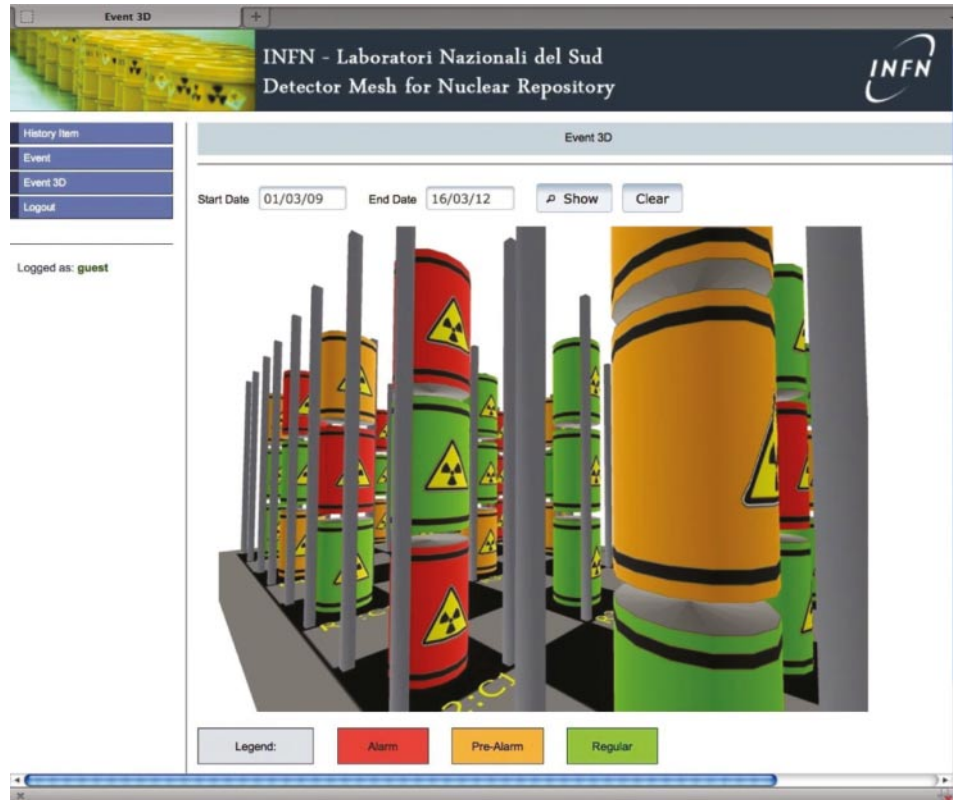 Event 3D
INFN - Laboratori Nazionali del Sud
Detector Mesh for Nuclear Repository
INFN
History Item
Event
Event 3D
Logout
Logged as: guest
Event 3D
Start Date 01/03/09 End Date 16/03/12 Show Clear
2::C1
Legend: Alarm Pre-Alarm Regular